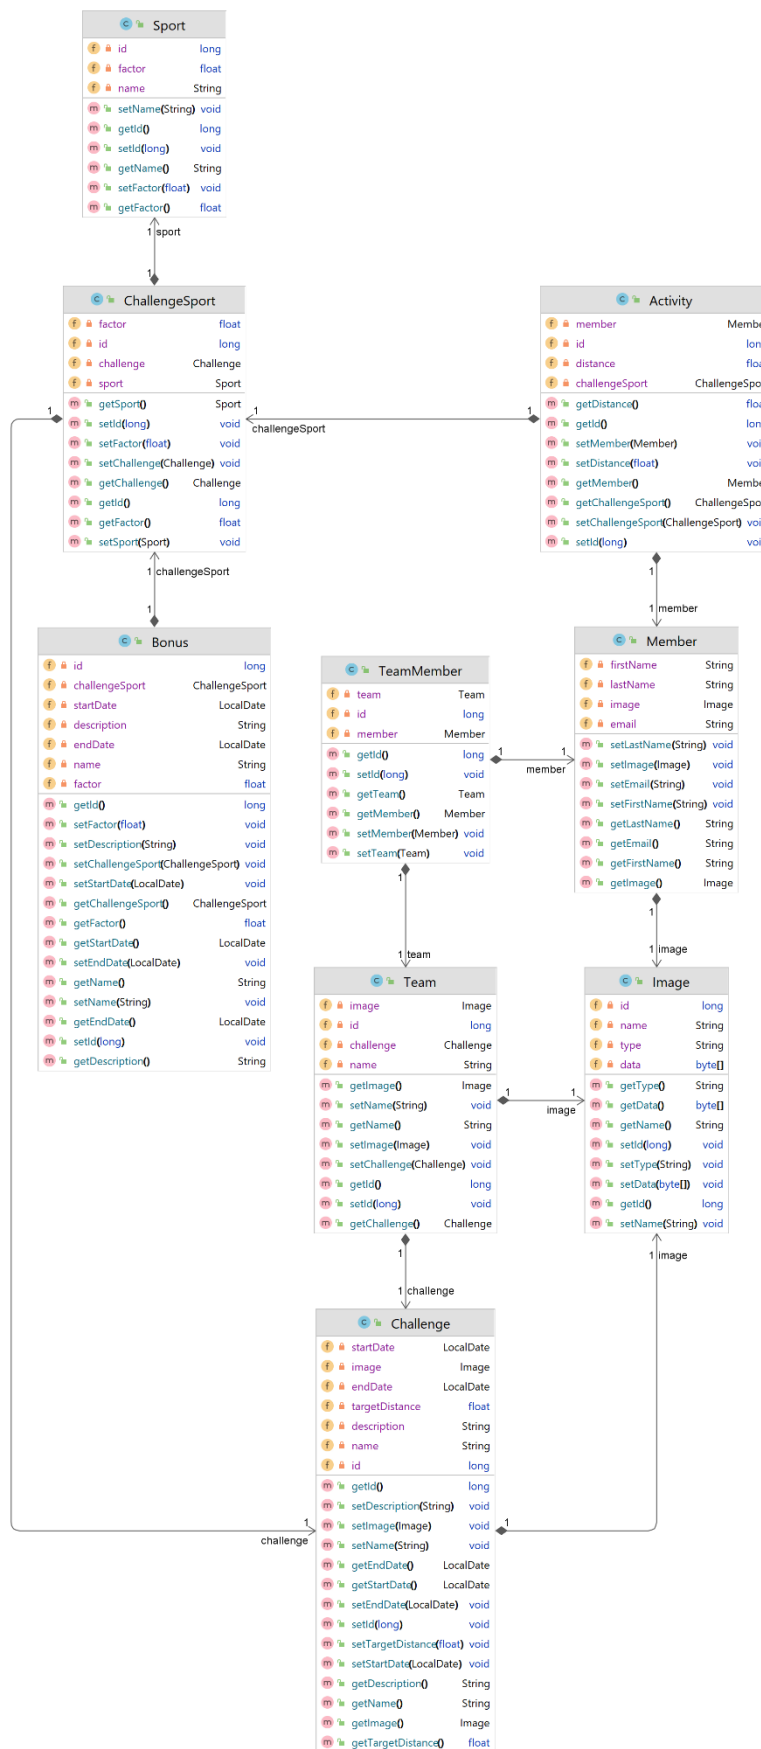 Sport
id long
factor float
name String
setName(String) void
getId() long
setId(long) void
getName() String
setFactor(float) void
getFactor() float
1 sport
1
ChallengeSport
factor float
id long
challenge Challenge
sport Sport
getSport() Sport
setId(long) void
setFactor(float) void
setChallenge(Challenge) void
getChallenge() Challenge
getId() long
getFactor() float
setSport(Sport) void
1
1
challengeSport
1
Activity
member Membe
id lon
distance floa
challengeSport ChallengeSpo
getDistance() floa
getId() lon
setMember(Member) voi
setDistance(float) voi
getMember() Membe
getChallengeSport() ChallengeSpo
setChallengeSport(ChallengeSport) voi
setId(long) voi
1 challengeSport
1
1
1 member
Bonus
id long
challengeSport ChallengeSport
startDate LocalDate
description String
endDate LocalDate
name String
factor float
getId() long
setFactor(float) void
setDescription(String) void
setChallengeSport(ChallengeSport) void
setStartDate(LocalDate) void
getChallengeSport() ChallengeSport
getFactor() float
getStartDate() LocalDate
setEndDate(LocalDate) void
getName() String
setName(String) void
getEndDate() LocalDate
setId(long) void
getDescription() String
TeamMember
team Team
id long
member Member
getId() long
setId(long) void
getTeam() Team
getMember() Member
setMember(Member) void
setTeam(Team) void
1
1
member
Member
firstName String
lastName String
image Image
email String
setLastName(String) void
setImage(Image) void
setEmail(String) void
setFirstName(String) void
getLastName() String
getEmail() String
getFirstName() String
getImage() Image
1
1 team
1
1 image
Team
image Image
id long
challenge Challenge
name String
getImage() Image
setName(String) void
getName() String
setImage(Image) void
setChallenge(Challenge) void
getId() long
setId(long) void
getChallenge() Challenge
1
1
image
Image
id long
name String
type String
data byte[]
getType() String
getData() byte[]
getName() String
setId(long) void
setType(String) void
setData(byte[]) void
getId() long
setName(String) void
1
1 challenge
1 image
Challenge
startDate LocalDate
image Image
endDate LocalDate
targetDistance float
description String
name String
id long
getId() long
setDescription(String) void
setImage(Image) void
setName(String) void
getEndDate() LocalDate
getStartDate() LocalDate
setEndDate(LocalDate) void
setId(long) void
setTargetDistance(float) void
setStartDate(LocalDate) void
getDescription() String
getName() String
getImage() Image
getTargetDistance() float
1
challenge
1